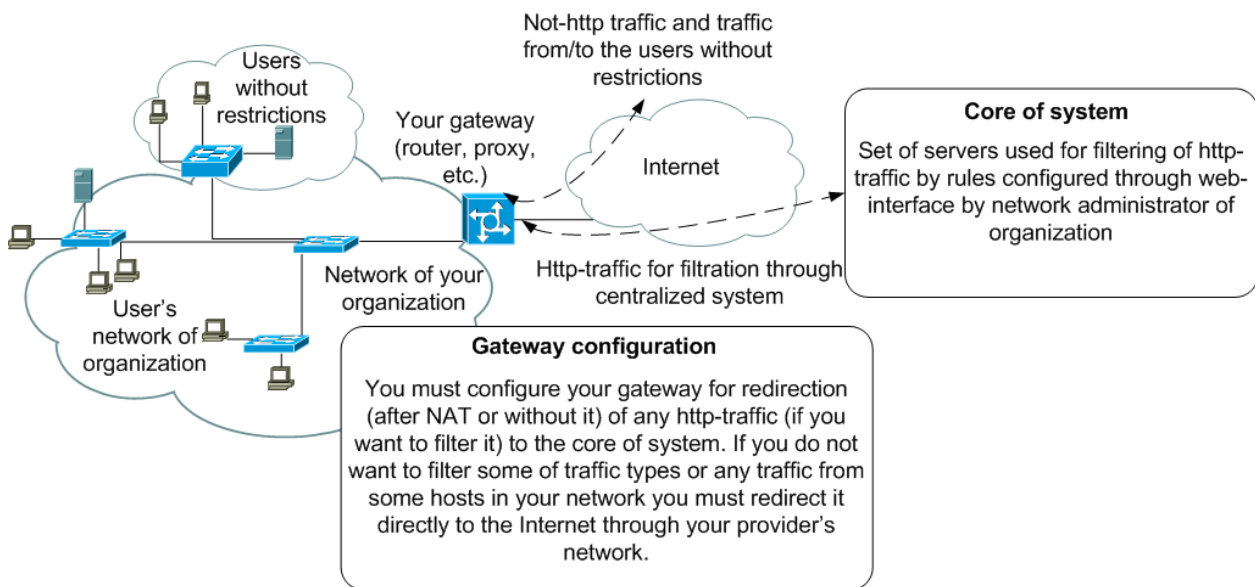 Not-http traffic and traffic
from/to the users without
restrictions
Users
without
restrictions
Your gateway
(router, proxy,
etc.)
Internet
Core of system
Set of servers used for filtering of http-
traffic by rules configured through web-
interface by network administrator of
organization
Http-traffic for filtration through
centralized system
Network of your
organization
User’s
network of
organization
Gateway configuration
You must configure your gateway for redirection
(after NAT or without it) of any http-traffic (if you
want to filter it) to the core of system. If you do not
want to filter some of traffic types or any traffic from
some hosts in your network you must redirect it
directly to the Internet through your provider’s
network.